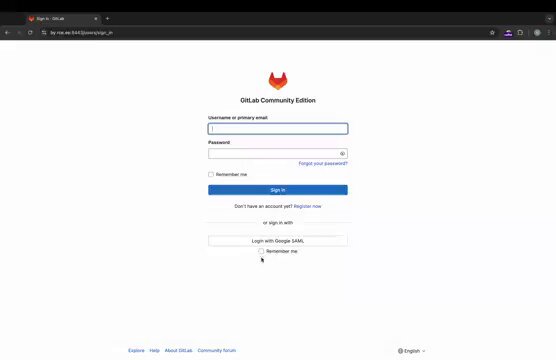 Sign in · GitLab
by-rce.ee:8443/users/sign_in
GitLab Community Edition
Username or primary email
Password
Forgot your password?
Remember me
Sign in
Don't have an account yet? Register now
or sign in with
Login with Google SAML
Remember me
Explore Help About GitLab Community forum
English